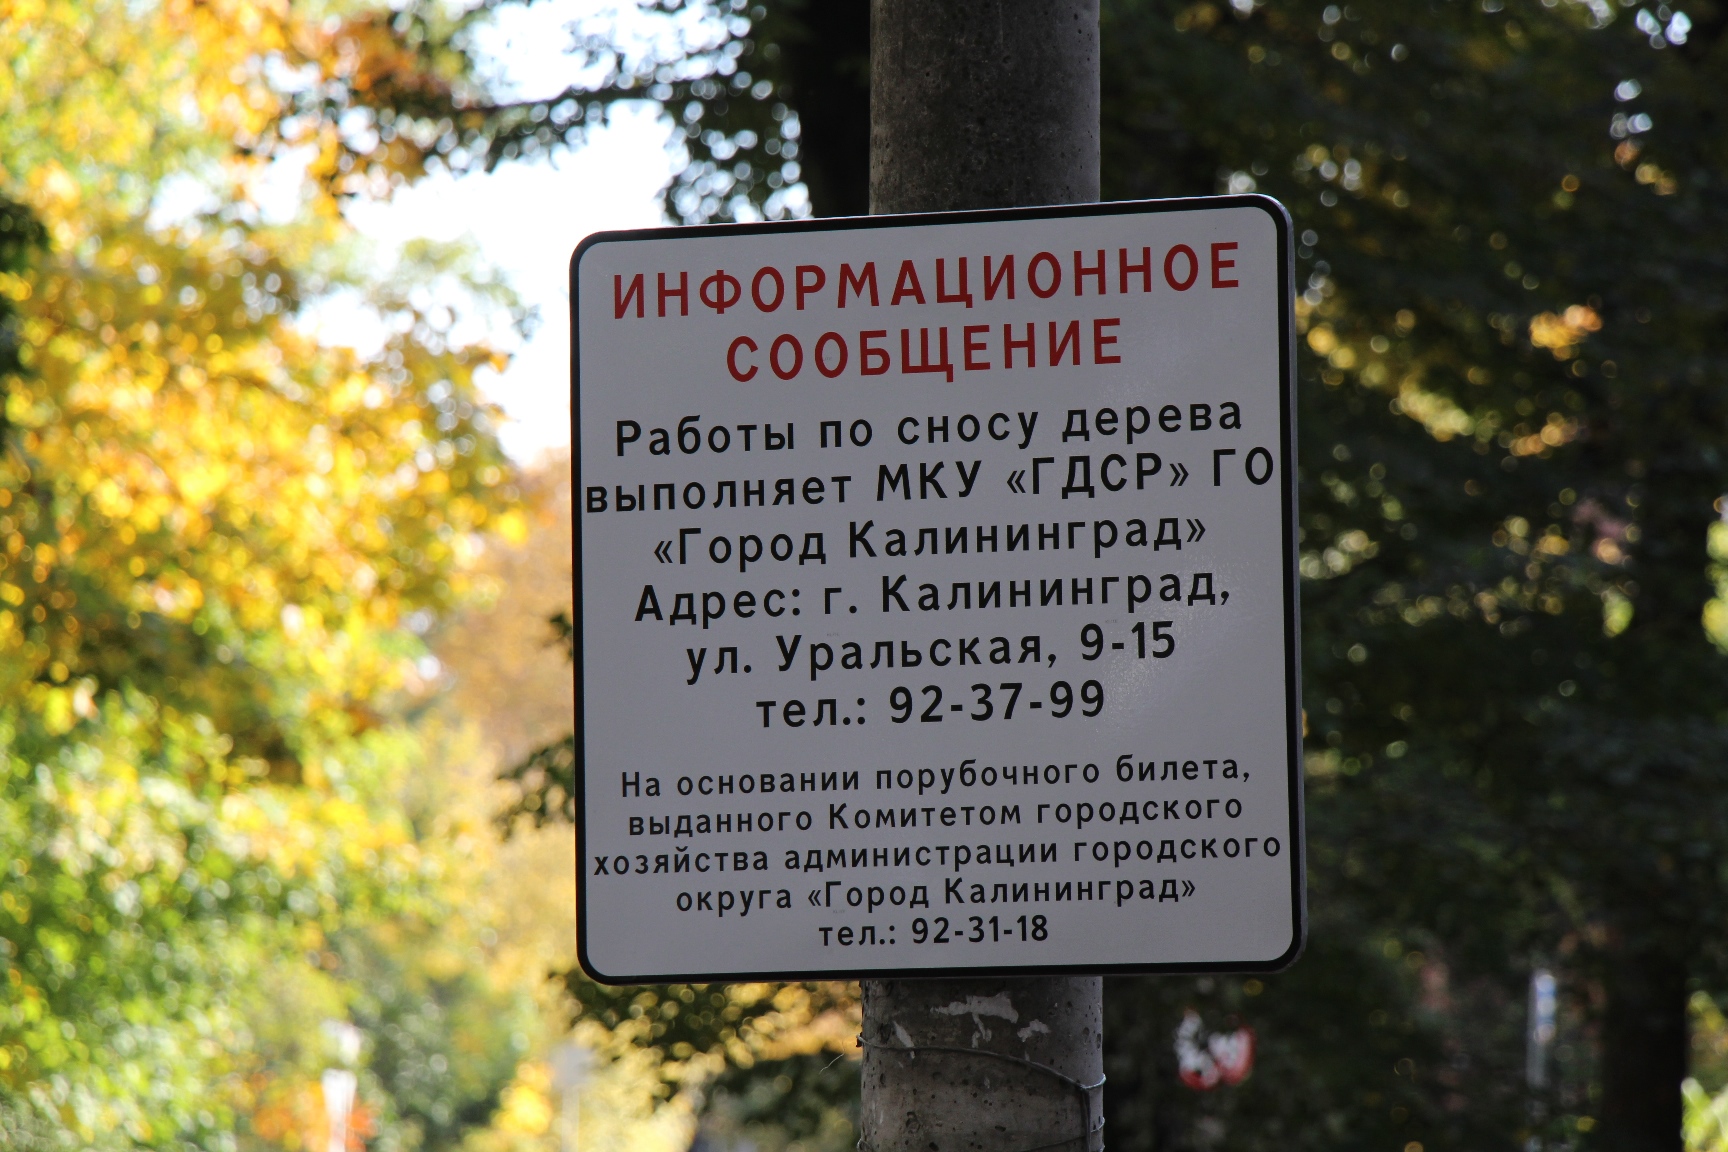 ИНФОРМАЦИОННОЕ
СООБЩЕНИЕ
Работы по сносу дерева
выполняет МКУ «ГДСР» ГО
«Город Калининград»
Адрес: г. Калининград,
ул. Уральская, 9-15
тел.: 92-37-99
На основании порубочного билета,
выданного Комитетом городского
хозяйства администрации городского
округа «Город Калининград»
тел.: 92-31-18